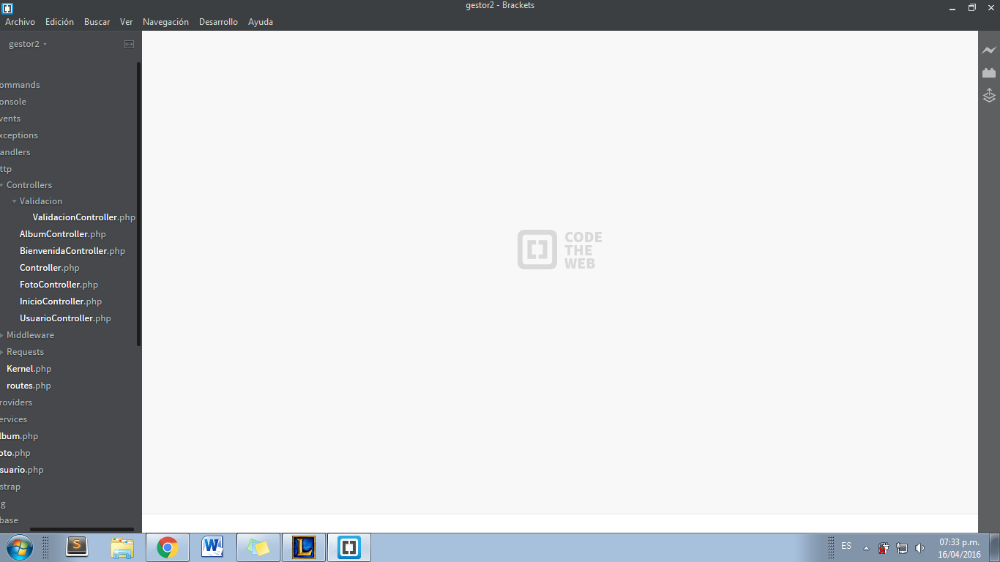 gestor2 - Brackets
Archivo Edición Buscar Ver Navegación Desarrollo Ayuda
gestor2
ommands
onsole
vents
xceptions
andlers
ttp
Controllers
Validacion
ValidacionController.php
AlbumController.php
BienvenidaController.php
Controller.php
FotoController.php
InicioController.php
UsuarioController.php
Middleware
Requests
Kernel.php
routes.php
roviders
ervices
lbum.php
oto.php
suario.php
strap
g
base
CODE
THE
WEB
ES
07:33 p.m.
16/04/2016